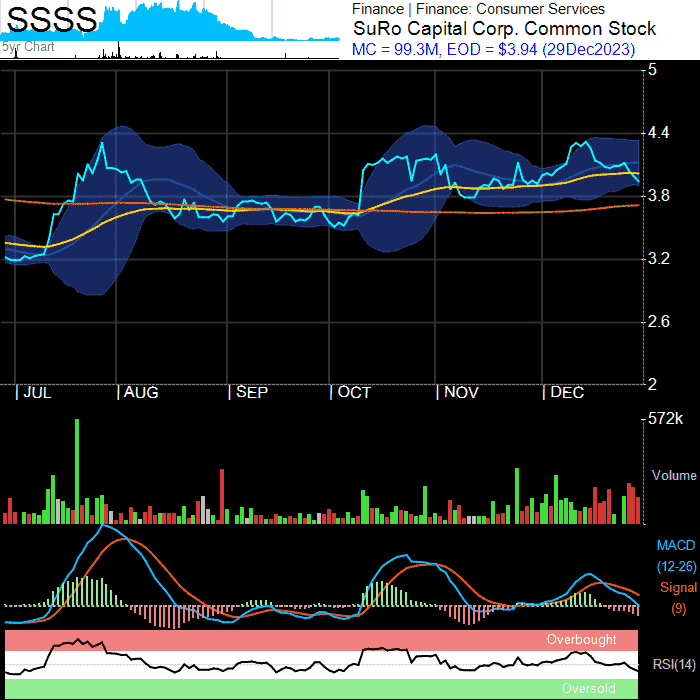 SSSS
5yr Chart
Finance | Finance: Consumer Services
SuRo Capital Corp. Common Stock
MC = 99.3M, EOD = $3.94 (29Dec2023)
5
4.4
3.8
3.2
2.6
2
JUL AUG SEP OCT NOV DEC
572k
Volume
MACD
(12-26)
Signal
(9)
Overbought
RSI(14)
Oversold